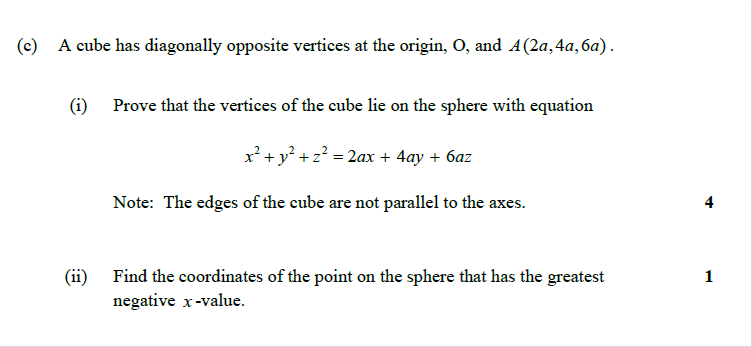 (c) A cube has diagonally opposite vertices at the origin, O, and A(2a,4a,6a).
(i) Prove that the vertices of the cube lie on the sphere with equation
x² + y² + z² = 2ax + 4ay + 6az
Note: The edges of the cube are not parallel to the axes. 4
(ii) Find the coordinates of the point on the sphere that has the greatest 1
negative x-value.